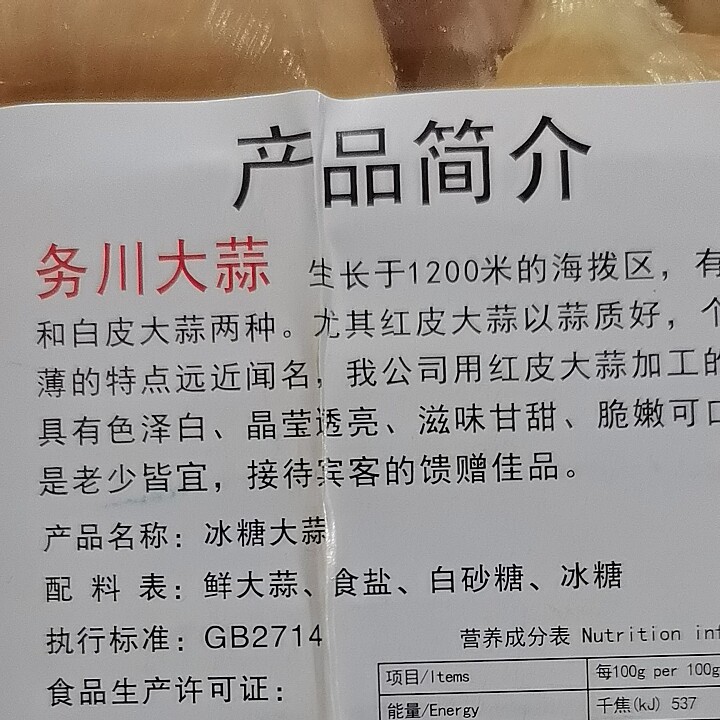 产品简介
务川大蒜 生长于1200米的海拨区，有
和白皮大蒜两种。尤其红皮大蒜以蒜质好，个
薄的特点远近闻名，我公司用红皮大蒜加工的
具有色泽白、晶莹透亮、滋味甘甜、脆嫩可口
是老少皆宜，接待宾客的馈赠佳品。
产品名称：冰糖大蒜
配 料 表：鲜大蒜、食盐、白砂糖、冰糖
执行标准：GB2714
营养成分表 Nutrition inf
项目/Items 每100g per 100g
食品生产许可证：
能量/Energy 千焦(kJ) 537